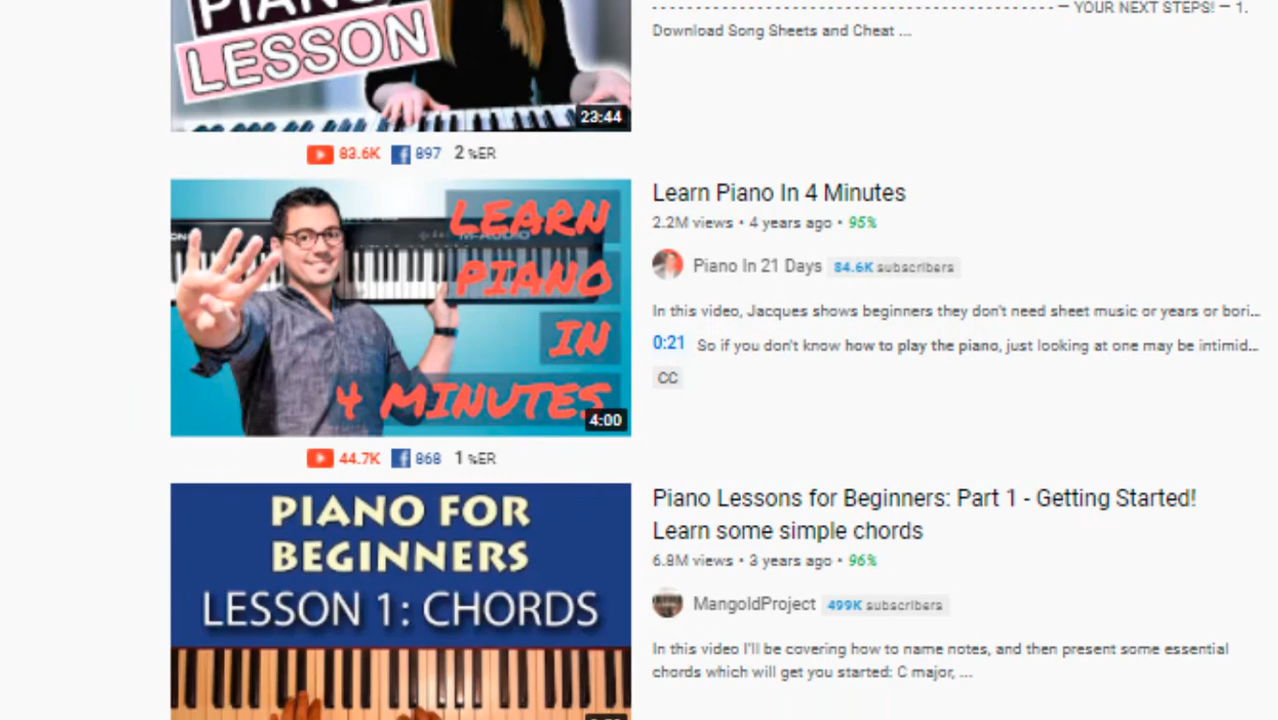 PIANO
LESSON
23:44
- - - - - - - - - - - - - - - - - - - - - - - - - - - - - - - - - - - - - - - - - - - - - - - - - - - - — YOUR NEXT STEPS! — 1.
Download Song Sheets and Cheat ...
83.6K 897 2 %ER
LEARN
PIANO
IN
4 MINUTES
4:00
M-AUDIO
Learn Piano In 4 Minutes
2.2M views • 4 years ago • 95%
Piano In 21 Days 84.6K subscribers
In this video, Jacques shows beginners they don't need sheet music or years or bori...
0:21 So if you don't know how to play the piano, just looking at one may be intimid...
CC
44.7K 868 1 %ER
PIANO FOR
BEGINNERS
LESSON 1: CHORDS
Piano Lessons for Beginners: Part 1 - Getting Started!
Learn some simple chords
6.8M views • 3 years ago • 96%
MangoldProject 499K subscribers
In this video I'll be covering how to name notes, and then present some essential
chords which will get you started: C major, ...